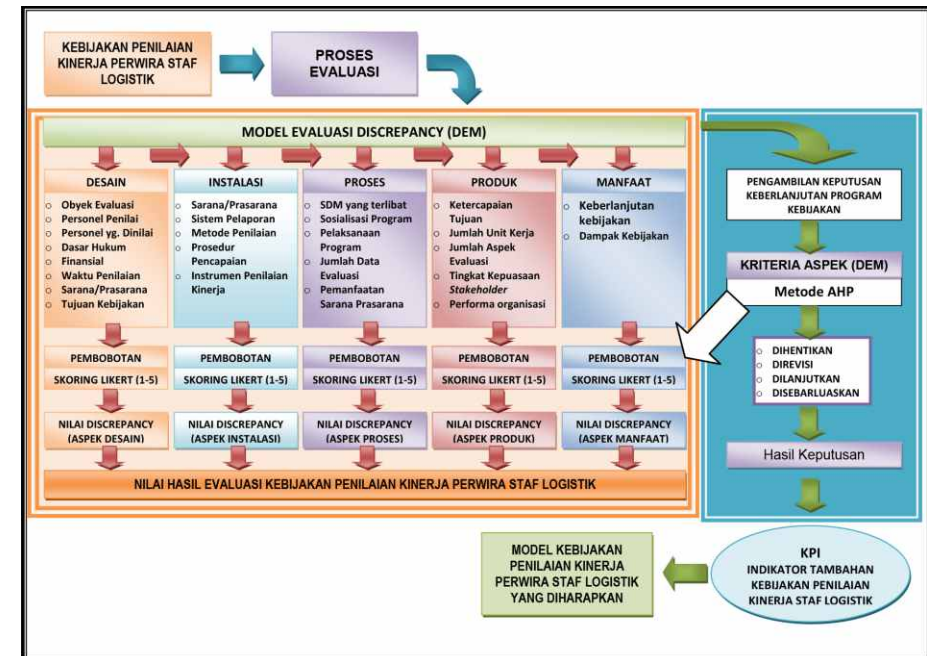 KEBIJAKAN PENILAIAN
KINERJA PERWIRA STAF
LOGISTIK
PROSES
EVALUASI
MODEL EVALUASI DISCREPANCY (DEM)
DESAIN
o Obyek Evaluasi
o Personel Penilai
o Personel yg. Dinilai
o Dasar Hukum
o Finansial
o Waktu Penilaian
o Sarana/Prasarana
o Tujuan Kebijakan
INSTALASI
o Sarana/Prasarana
o Sistem Pelaporan
o Metode Penilaian
o Prosedur
Pencapaian
o Instrumen Penilaian
Kinerja
PROSES
o SDM yang terlibat
o Sosialisasi Program
o Pelaksanaan
Program
o Jumlah Data
Evaluasi
o Pemanfaatan
Sarana Prasarana
PRODUK
o Ketercapaian
Tujuan
o Jumlah Unit Kerja
o Jumlah Aspek
Evaluasi
o Tingkat Kepuasaan
Stakeholder
o Performa organisasi
MANFAAT
o Keberlanjutan
kebijakan
o Dampak Kebijakan
PEMBOBOTAN
SKORING LIKERT (1-5)
PEMBOBOTAN
SKORING LIKERT (1-5)
PEMBOBOTAN
SKORING LIKERT (1-5)
PEMBOBOTAN
SKORING LIKERT (1-5)
PEMBOBOTAN
SKORING LIKERT (1-5)
NILAI DISCREPANCY
(ASPEK DESAIN)
NILAI DISCREPANCY
(ASPEK INSTALASI)
NILAI DISCREPANCY
(ASPEK PROSES)
NILAI DISCREPANCY
(ASPEK PRODUK)
NILAI DISCREPANCY
(ASPEK MANFAAT)
NILAI HASIL EVALUASI KEBIJAKAN PENILAIAN KINERJA PERWIRA STAF LOGISTIK
PENGAMBILAN KEPUTUSAN
KEBERLANJUTAN PROGRAM
KEBIJAKAN
KRITERIA ASPEK (DEM)
Metode AHP
o DIHENTIKAN
o DIREVISI
o DILANJUTKAN
o DISEBARLUASKAN
Hasil Keputusan
KPI
INDIKATOR TAMBAHAN
KEBIJAKAN PENILAIAN
KINERJA STAF LOGISTIK
MODEL KEBIJAKAN
PENILAIAN KINERJA
PERWIRA STAF LOGISTIK
YANG DIHARAPKAN